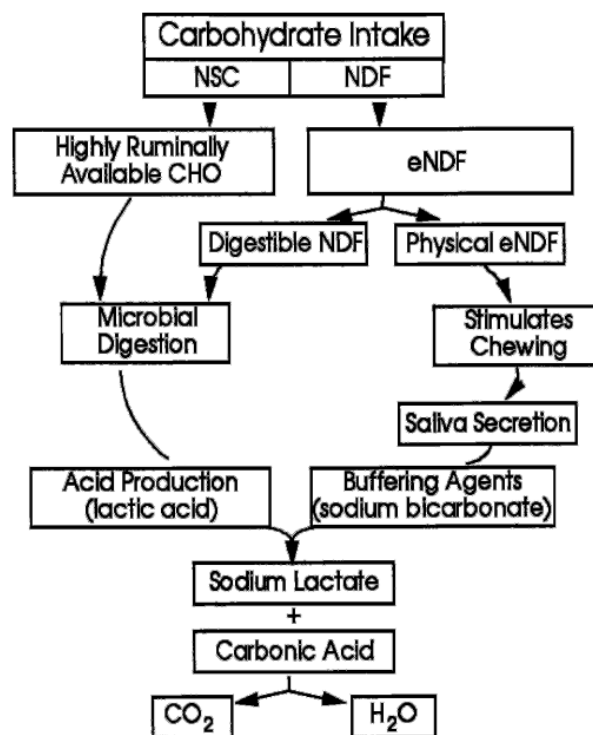 Carbohydrate Intake
NSC NDF
Highly Ruminally
Available CHO
eNDF
Digestible NDF
Physical eNDF
Microbial
Digestion
Stimulates
Chewing
Saliva Secretion
Acid Production
(lactic acid)
Buffering Agents
(sodium bicarbonate)
Sodium Lactate
+
Carbonic Acid
CO₂
H₂O